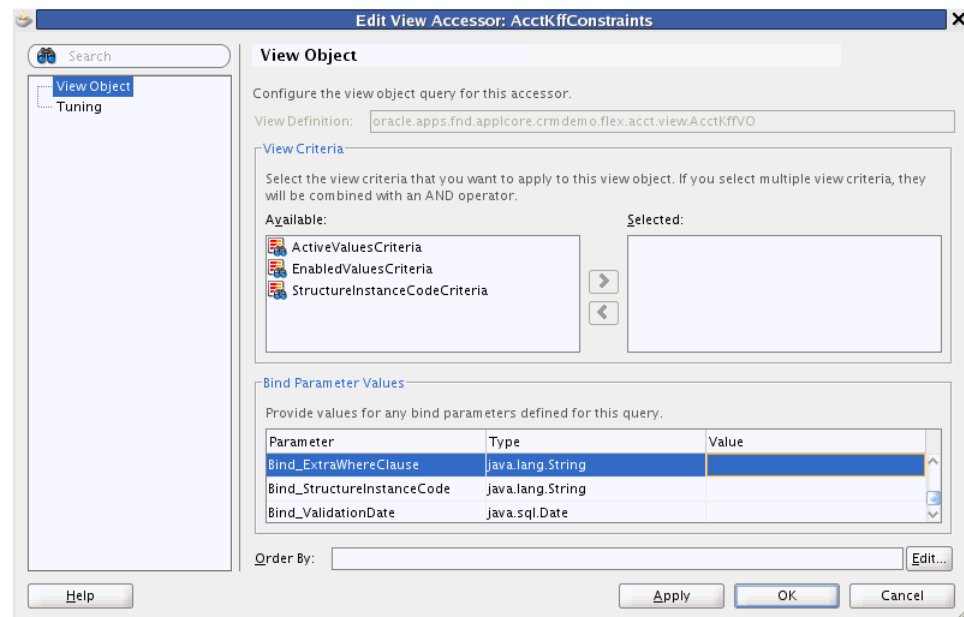 Edit View Accessor: AcctKffConstraints
Search
View Object
Tuning
View Object
Configure the view object query for this accessor.
View Definition: oracle.apps.fnd.applcore.crmdemo.flex.acct.view.AcctKffVO
View Criteria
Select the view criteria that you want to apply to this view object. If you select multiple view criteria, they
will be combined with an AND operator.
Available: Selected:
ActiveValuesCriteria
EnabledValuesCriteria
StructureInstanceCodeCriteria
Bind Parameter Values
Provide values for any bind parameters defined for this query.
Parameter Type Value
Bind_ExtraWhereClause java.lang.String
Bind_StructureInstanceCode java.lang.String
Bind_ValidationDate java.sql.Date
Order By: Edit...
Help Apply OK Cancel